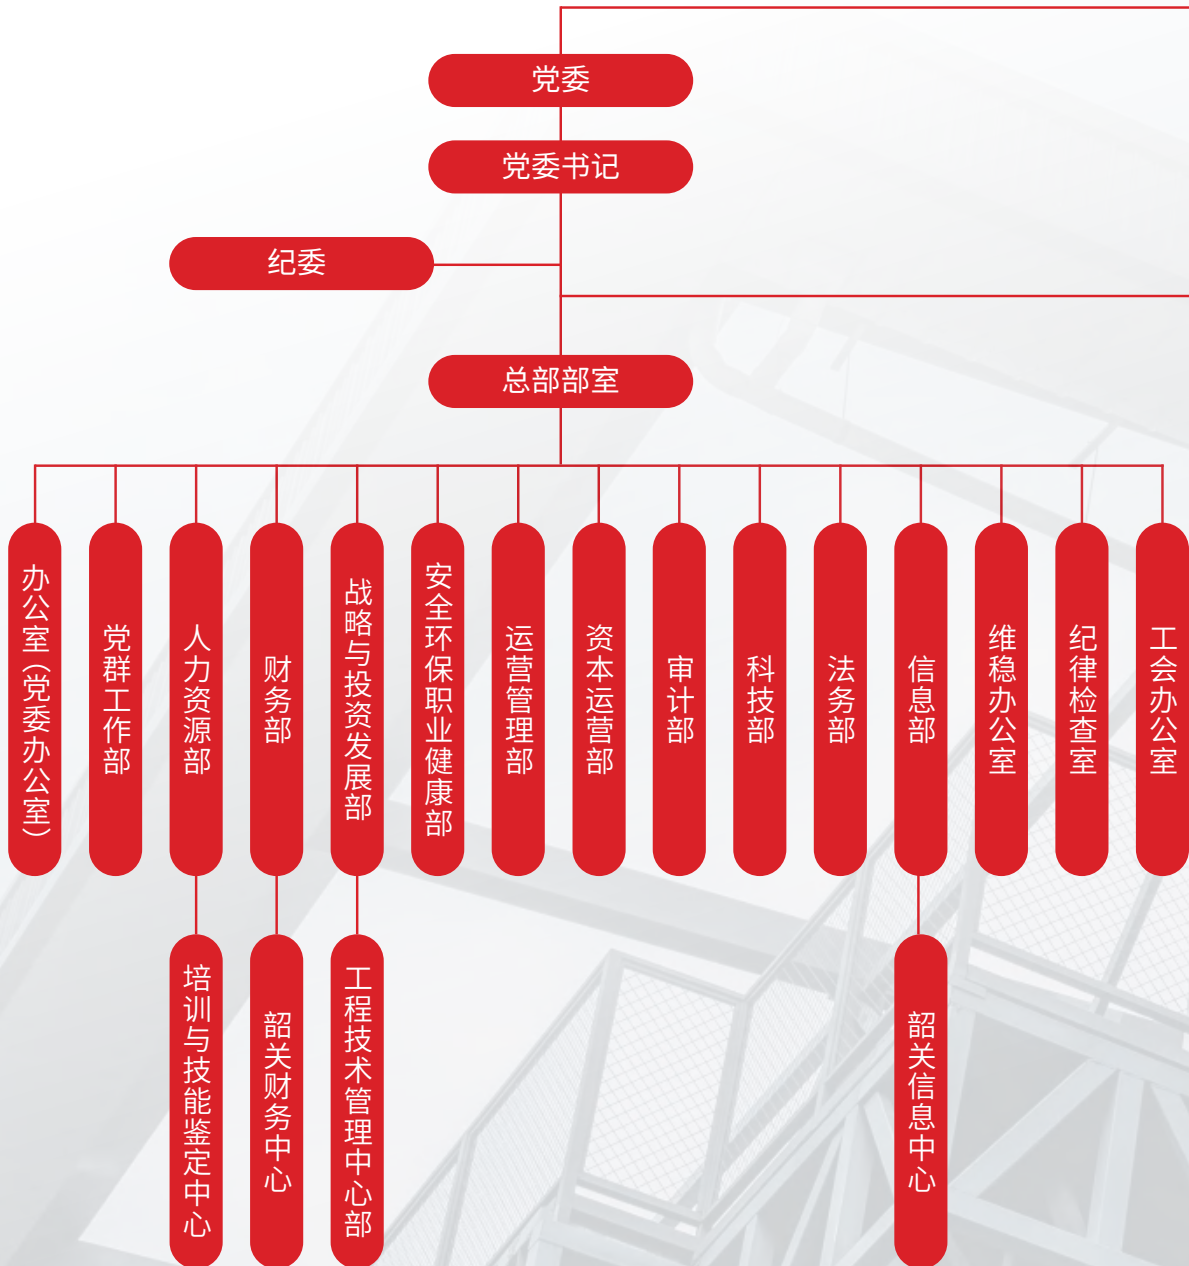 党委
党委书记
纪委
总部部室
办公室（党委办公室）
党群工作部
人力资源部
财务部
战略与投资发展部
安全环保职业健康部
运营管理部
资本运营部
审计部
科技部
法务部
信息部
维稳办公室
纪律检查室
工会办公室
培训与技能鉴定中心
韶关财务中心
工程技术管理中心部
韶关信息中心